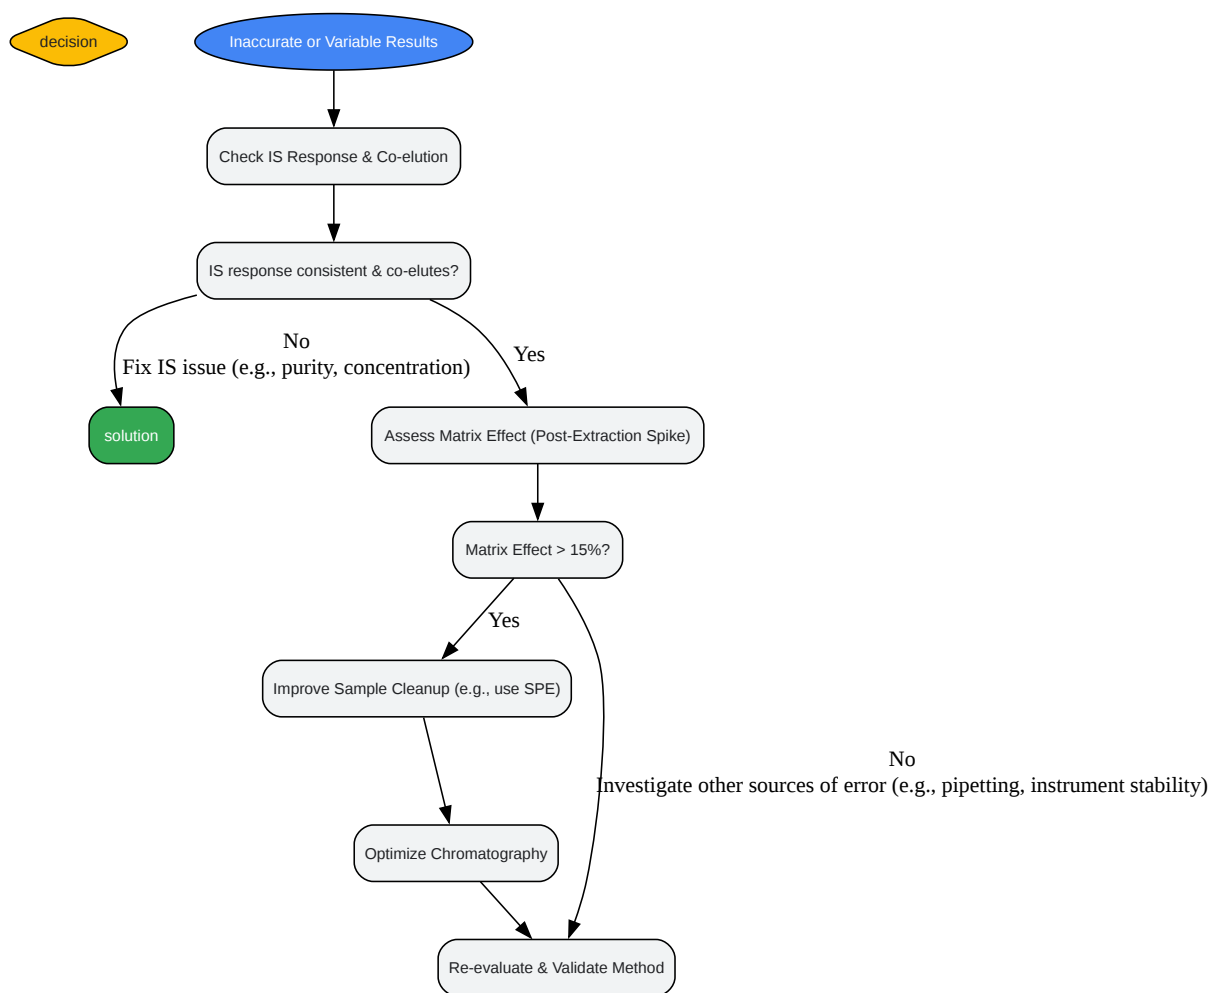 decision
Inaccurate or Variable Results
Check IS Response & Co-elution
IS response consistent & co-elutes?
No
Fix IS issue (e.g., purity, concentration)
Yes
solution
Assess Matrix Effect (Post-Extraction Spike)
Matrix Effect > 15%?
Yes
Improve Sample Cleanup (e.g., use SPE)
No
Investigate other sources of error (e.g., pipetting, instrument stability)
Optimize Chromatography
Re-evaluate & Validate Method